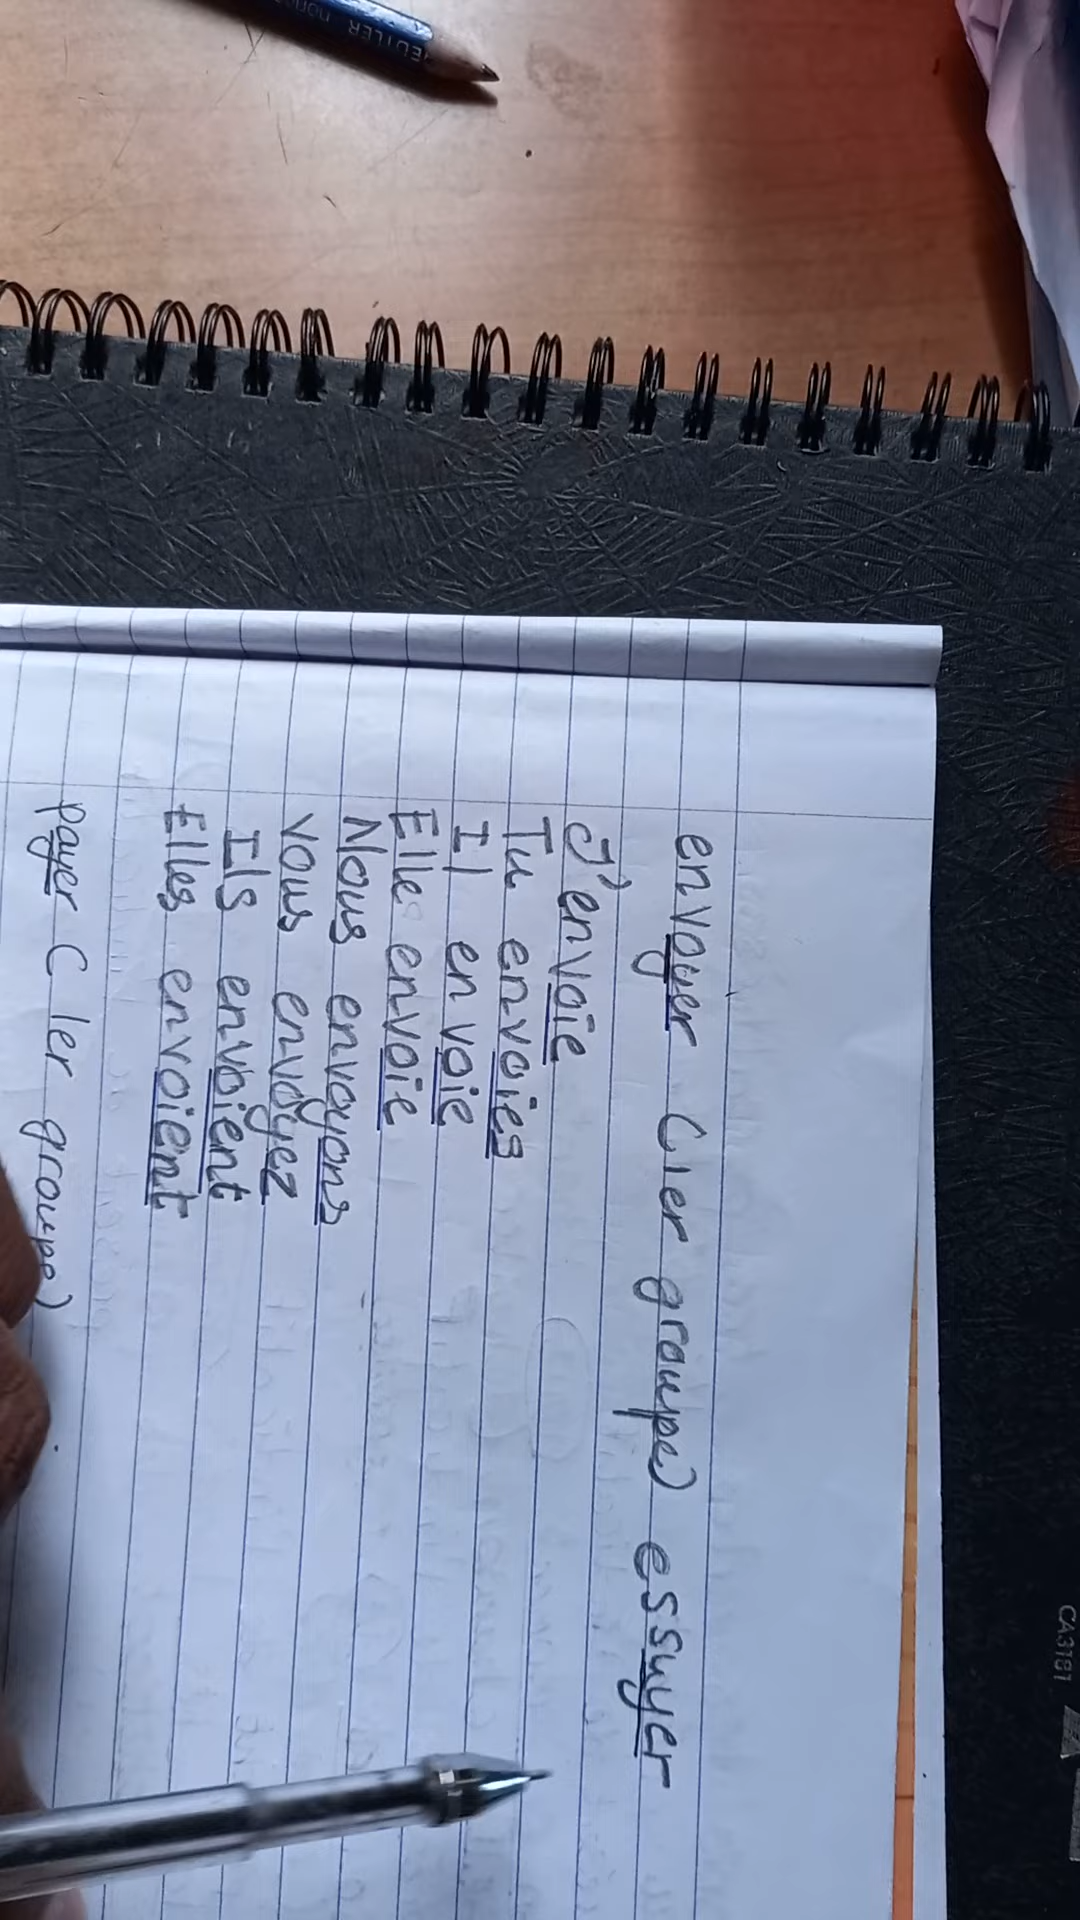 envoyer (1er groupe) essuyer
J'envoie
Tu envoies
Il envoie
Elle envoie
Nous envoyons
Vous envoyez
Ils envoient
Elles envoient
payer (1er groupe)
CA3181